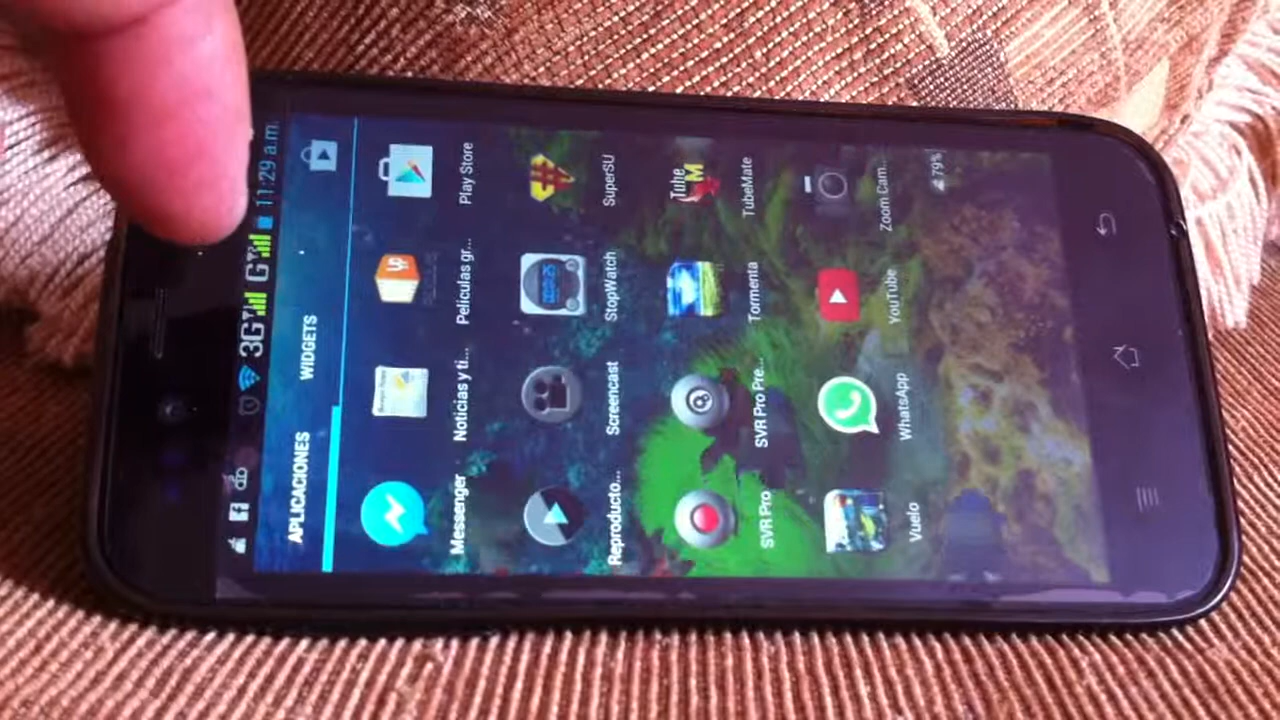 3G G 11:29 a.m.
APLICACIONES WIDGETS
Messenger Noticias y ti... Películas gr... Play Store
Reproducto... Screencast StopWatch SuperSU
SVR Pro SVR Pro Pre... Tormenta TubeMate
Vuelo WhatsApp YouTube Zoom Cam...
79%